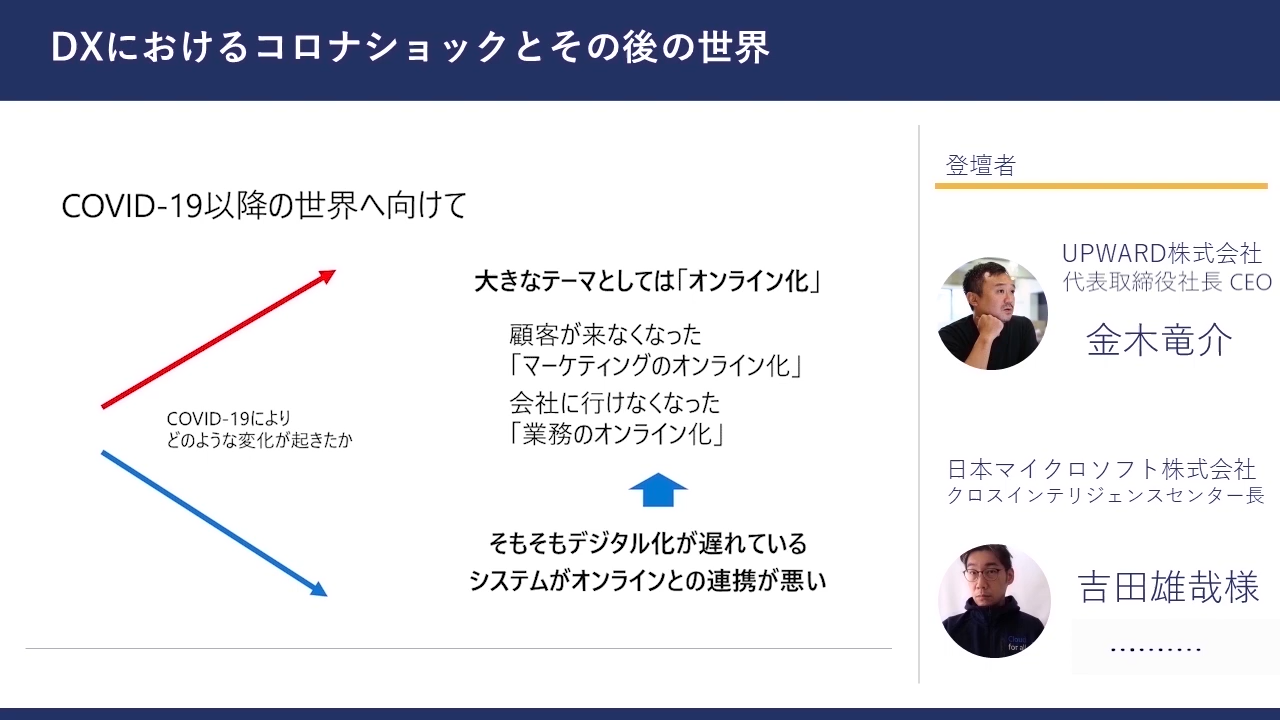 DXにおけるコロナショックとその後の世界
COVID-19以降の世界へ向けて
COVID-19により
どのような変化が起きたか
大きなテーマとしては「オンライン化」
顧客が来なくなった
「マーケティングのオンライン化」
会社に行けなくなった
「業務のオンライン化」
そもそもデジタル化が遅れている
システムがオンラインとの連携が悪い
登壇者
UPWARD株式会社
代表取締役社長 CEO
金木竜介
日本マイクロソフト株式会社
クロスインテリジェンスセンター長
吉田雄哉様
Cloud
for all
..........